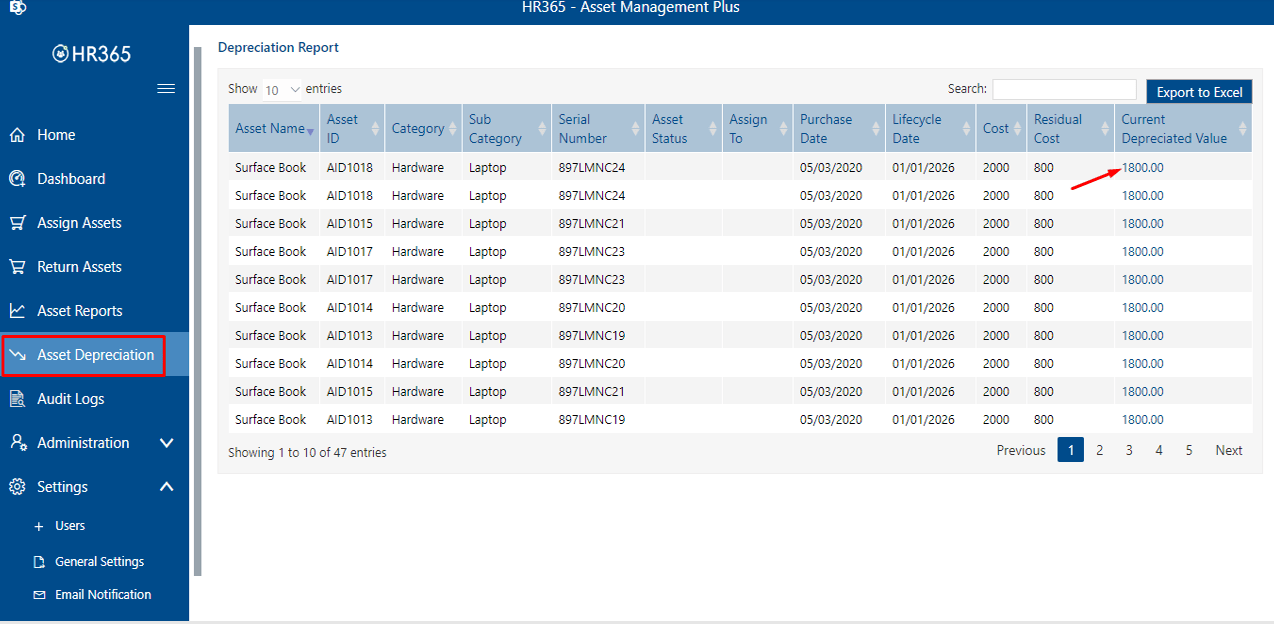 HR365 - Asset Management Plus
HR365
Home
Dashboard
Assign Assets
Return Assets
Asset Reports
Asset Depreciation
Audit Logs
Administration
Settings
Users
General Settings
Email Notification
Depreciation Report
Show 10 entries Search: Export to Excel
Asset Name Asset ID Category Sub Category Serial Number Asset Status Assign To Purchase Date Lifecycle Date Cost Residual Cost Current Depreciated Value
Surface Book AID1018 Hardware Laptop 897LMNC24 05/03/2020 01/01/2026 2000 800 1800.00
Surface Book AID1018 Hardware Laptop 897LMNC24 05/03/2020 01/01/2026 2000 800 1800.00
Surface Book AID1015 Hardware Laptop 897LMNC21 05/03/2020 01/01/2026 2000 800 1800.00
Surface Book AID1017 Hardware Laptop 897LMNC23 05/03/2020 01/01/2026 2000 800 1800.00
Surface Book AID1017 Hardware Laptop 897LMNC23 05/03/2020 01/01/2026 2000 800 1800.00
Surface Book AID1014 Hardware Laptop 897LMNC20 05/03/2020 01/01/2026 2000 800 1800.00
Surface Book AID1013 Hardware Laptop 897LMNC19 05/03/2020 01/01/2026 2000 800 1800.00
Surface Book AID1014 Hardware Laptop 897LMNC20 05/03/2020 01/01/2026 2000 800 1800.00
Surface Book AID1015 Hardware Laptop 897LMNC21 05/03/2020 01/01/2026 2000 800 1800.00
Surface Book AID1013 Hardware Laptop 897LMNC19 05/03/2020 01/01/2026 2000 800 1800.00
Showing 1 to 10 of 47 entries Previous 1 2 3 4 5 Next